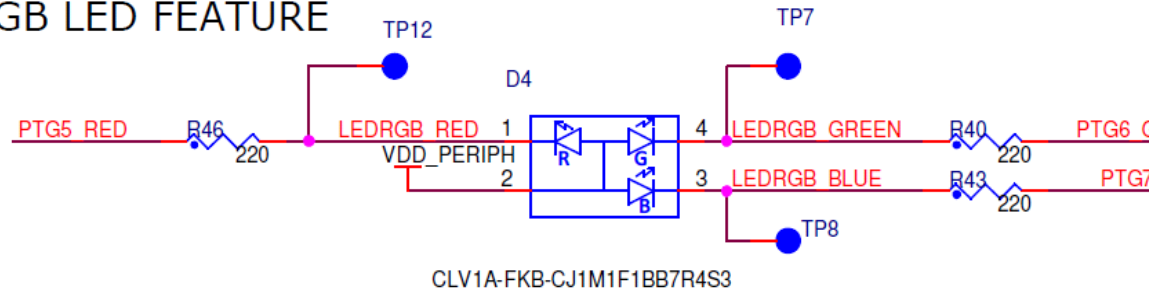 GB LED FEATURE
TP12
TP7
D4
PTG5_RED
R46
220
LEDRGB_RED
1
4
LEDRGB_GREEN
R40
220
PTG6_G
VDD_PERIPH
R
G
2
3
LEDRGB_BLUE
R43
220
PTG7
B
TP8
CLV1A-FKB-CJ1M1F1BB7R4S3